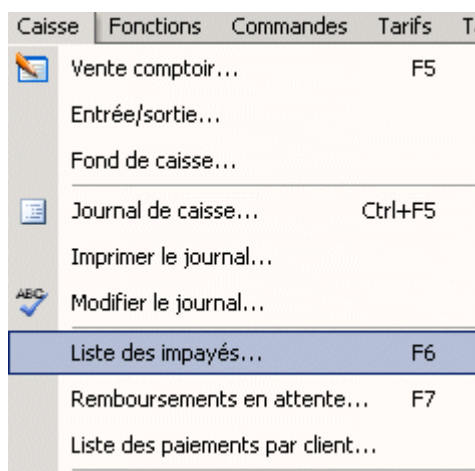 Caisse Fonctions Commandes Tarifs
Vente comptoir... F5
Entrée/sortie...
Fond de caisse...
Journal de caisse... Ctrl+F5
Imprimer le journal...
ABC Modifier le journal...
Liste des impayés... F6
Remboursements en attente... F7
Liste des paiements par client...